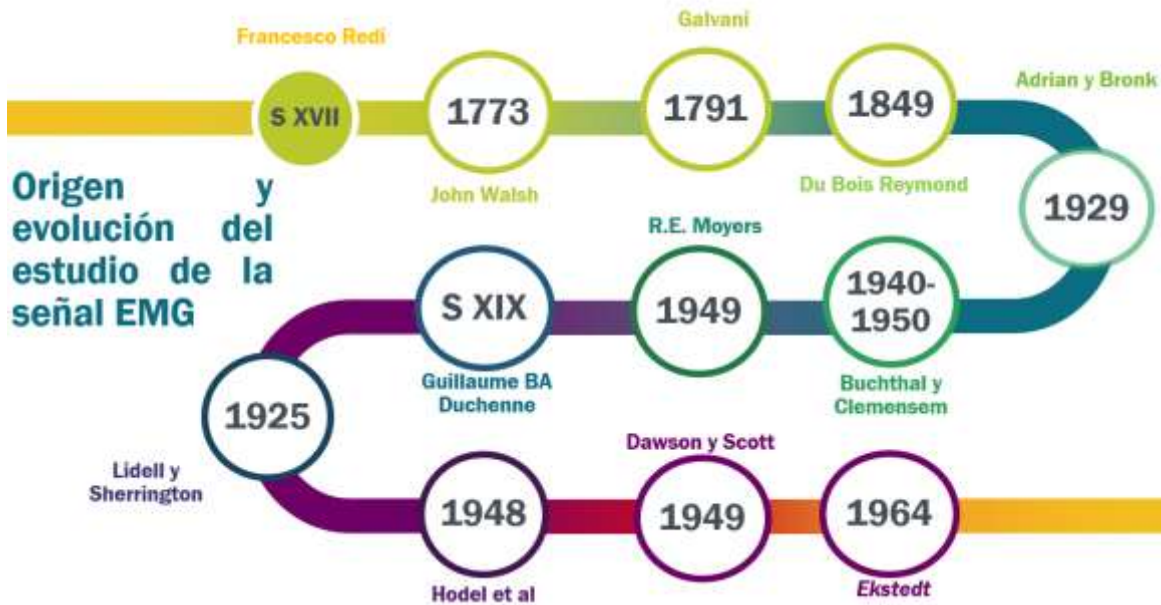 Origen y
evolución del
estudio de la
señal EMG
Francesco Redi
S XVII
1773
John Walsh
Galvani
1791
1849
Du Bois Reymond
Adrian y Bronk
1929
1940-
1950
Buchthal y
Clemensem
R.E. Moyers
1949
S XIX
Guillaume BA
Duchenne
1925
Lidell y
Sherrington
1948
Hodel et al
Dawson y Scott
1949
1964
Ekstedt